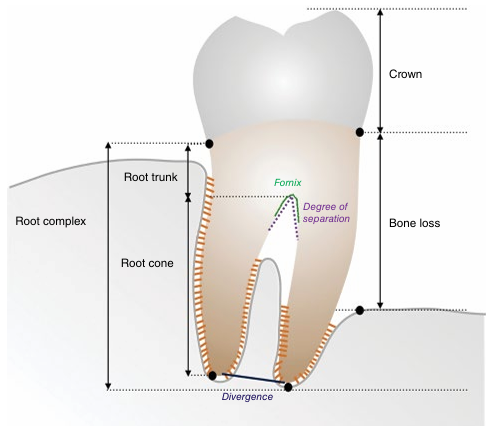 Crown
Root trunk
Fornix
Degree of
separation
Root complex
Bone loss
Root cone
Divergence